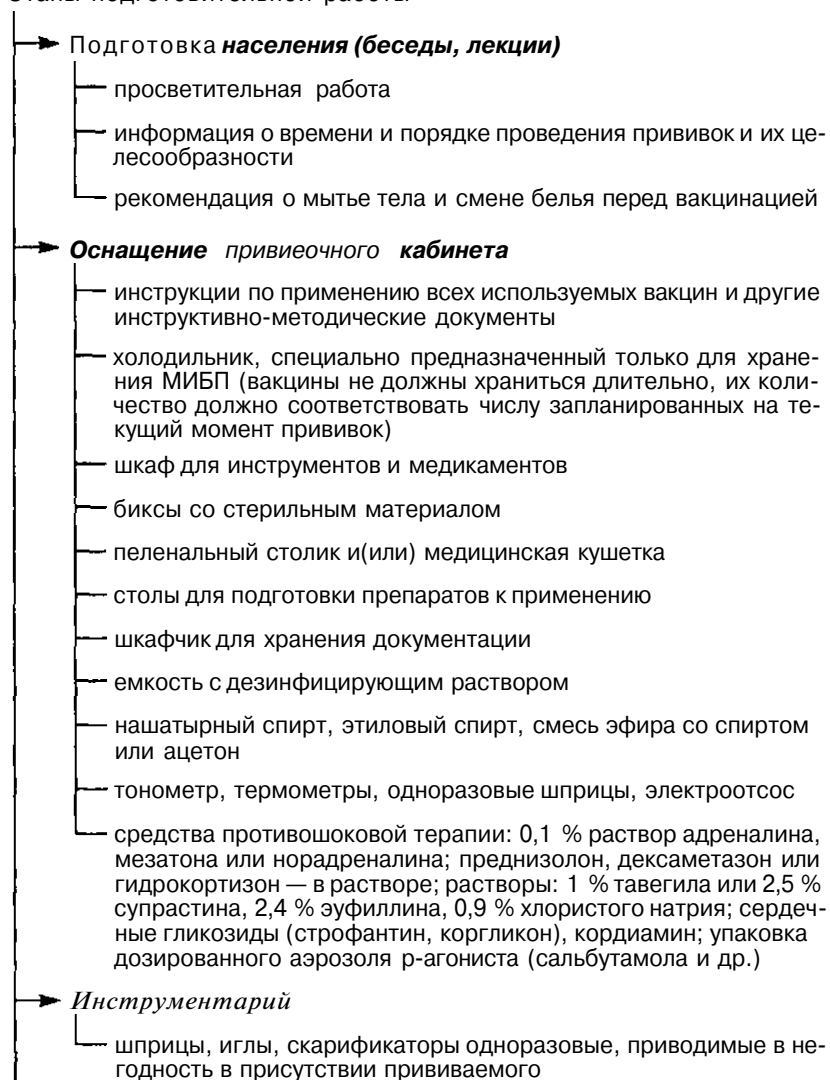 Подготовка населения (беседы, лекции)
просветительная работа
информация о времени и порядке проведения прививок и их це-
лесообразности
рекомендация о мытье тела и смене белья перед вакцинацией
Оснащение привиеочного кабинета
инструкции по применению всех используемых вакцин и другие
инструктивно-методические документы
холодильник, специально предназначенный только для хране-
ния МИБП (вакцины не должны храниться длительно, их коли-
чество должно соответствовать числу запланированных на те-
кущий момент прививок)
шкаф для инструментов и медикаментов
биксы со стерильным материалом
пеленальный столик и(или) медицинская кушетка
столы для подготовки препаратов к применению
шкафчик для хранения документации
емкость с дезинфицирующим раствором
нашатырный спирт, этиловый спирт, смесь эфира со спиртом
или ацетон
тонометр, термометры, одноразовые шприцы, электроотсос
средства противошоковой терапии: 0,1 % раствор адреналина,
мезатона или норадреналина; преднизолон, дексаметазон или
гидрокортизон — в растворе; растворы: 1 % тавегила или 2,5 %
супрастина, 2,4 % эуфиллина, 0,9 % хлористого натрия; сердеч-
ные гликозиды (строфантин, коргликон), кордиамин; упаковка
дозированного аэрозоля р-агониста (сальбутамола и др.)
Инструментарий
шприцы, иглы, скарификаторы одноразовые, приводимые в не-
годность в присутствии прививаемого